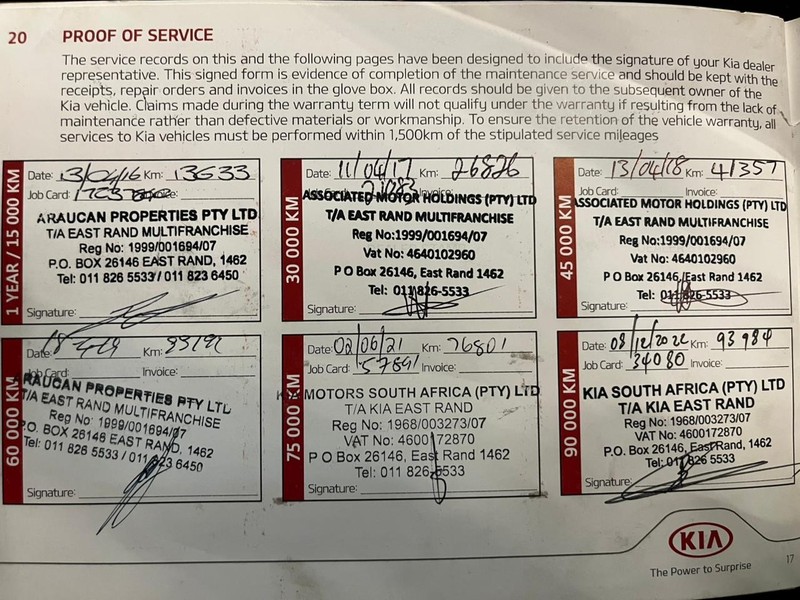 20 PROOF OF SERVICE
The service records on this and the following pages have been designed to include the signature of your Kia dealer
representative. This signed form is evidence of completion of the maintenance service and should be kept with the
receipts, repair orders and invoices in the glove box. All records should be given to the subsequent owner of the
Kia vehicle. Claims made during the warranty term will not qualify under the warranty if resulting from the lack of
maintenance rather than defective materials or workmanship. To ensure the retention of the vehicle warranty, all
services to Kia vehicles must be performed within 1,500km of the stipulated service mileages
1 YEAR / 15 000 KM
Date: 13/04/16 Km: 13633
Job Card:
ARAUCAN PROPERTIES PTY LTD
T/A EAST RAND MULTIFRANCHISE
Reg No: 1999/001694/07
P.O. BOX 26146 EAST RAND, 1462
Tel: 011 826 5533 / 011 823 6450
Signature:
30 000 KM
Date: 11/04/17 Km: 26826
Job Card: 21083 Invoice:
ASSOCIATED MOTOR HOLDINGS (PTY) LTD
T/A EAST RAND MULTIFRANCHISE
Reg No:1999/001694/07
Vat No: 4640102960
P O Box 26146, East Rand 1462
Tel: 011 826-5533
Signature:
45 000 KM
Date: 13/04/18 Km: 41357
Job Card: Invoice:
ASSOCIATED MOTOR HOLDINGS (PTY) LTD
T/A EAST RAND MULTIFRANCHISE
Reg No:1999/001694/07
Vat No: 4640102960
P O Box 26146, East Rand 1462
Tel: 011 826-5533
Signature:
60 000 KM
Date: Km:
Job Card: Invoice:
ARAUCAN PROPERTIES PTY LTD
T/A EAST RAND MULTIFRANCHISE
Reg No: 1999/001694/07
P.O. BOX 26146 EAST RAND, 1462
Tel: 011 826 5533 / 011 823 6450
Signature:
75 000 KM
Date: 02/06/21 Km: 76801
Job Card: 57891 Invoice:
KIA MOTORS SOUTH AFRICA (PTY) LTD
T/A KIA EAST RAND
Reg No: 1968/003273/07
VAT No: 4600172870
P O Box 26146, East Rand 1462
Tel: 011 826-5533
Signature:
90 000 KM
Date: 08/12/2022 Km: 93984
Job Card: 34080 Invoice:
KIA SOUTH AFRICA (PTY) LTD
T/A KIA EAST RAND
Reg No: 1968/003273/07
VAT No: 4600172870
P.O. Box 26146, East Rand, 1462
Tel: 011 826 5533
Signature:
KIA
The Power to Surprise
17